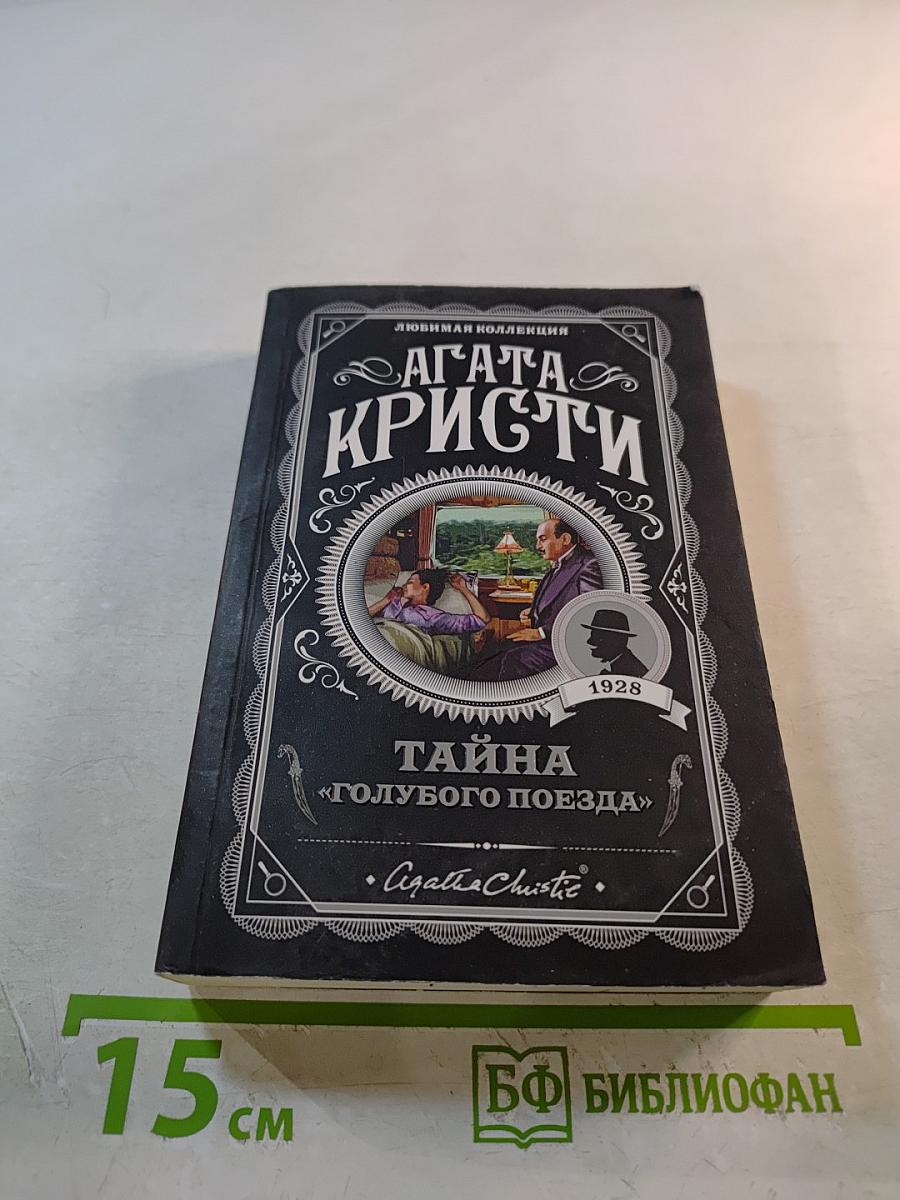 ЛЮБИМАЯ КОЛЛЕКЦИЯ
АГАТА
КРИСТИ
1928
ТАЙНА
«ГОЛУБОГО ПОЕЗДА»
Agatha Christie®
15 см
БФ БИБЛИОФАН